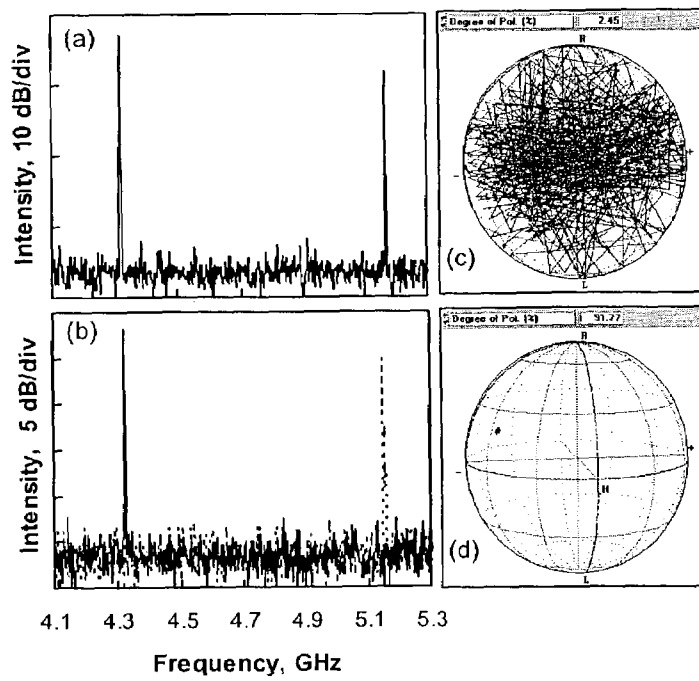 (a)
Intensity, 10 dB/div
Degree of Pol. (%) 2.45
R
-
+
L
(c)
(b)
Intensity, 5 dB/div
Degree of Pol. (%) 91.77
R
-
+
H
L
(d)
4.1 4.3 4.5 4.7 4.9 5.1 5.3
Frequency, GHz